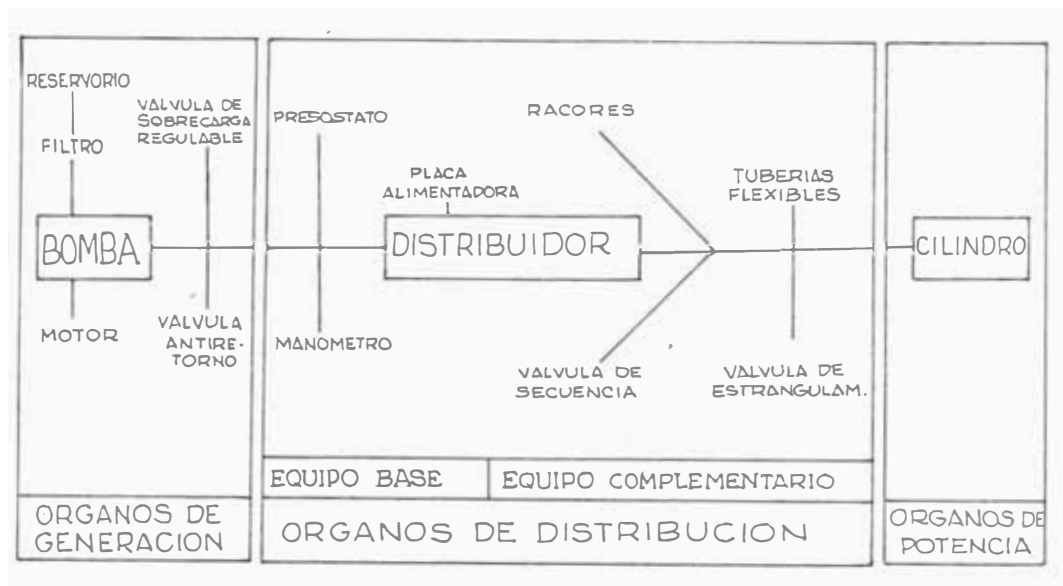 RESERVORIO
FILTRO
BOMBA
MOTOR
VALVULA DE
SOBRECARGA
REGULABLE
VALVULA
ANTIRE-
TORNO
ORGANOS DE
GENERACION
PRESOSTATO
MANOMETRO
PLACA
ALIMENTADORA
DISTRIBUIDOR
RACORES
VALVULA DE
SECUENCIA
TUBERIAS
FLEXIBLES
VALVULA DE
ESTRANGULAM.
EQUIPO BASE
EQUIPO COMPLEMENTARIO
ORGANOS DE DISTRIBUCION
CILINDRO
ORGANOS DE
POTENCIA